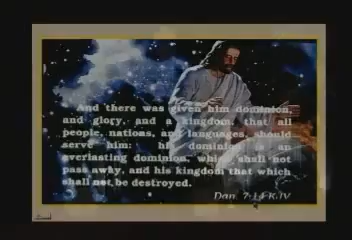 And there was given him dominion,
and glory, and a kingdom, that all
people, nations, and languages, should
serve him: his dominion is an
everlasting dominion, which shall not
pass away, and his kingdom that which
shall not be destroyed.
Dan. 7:14 KJV